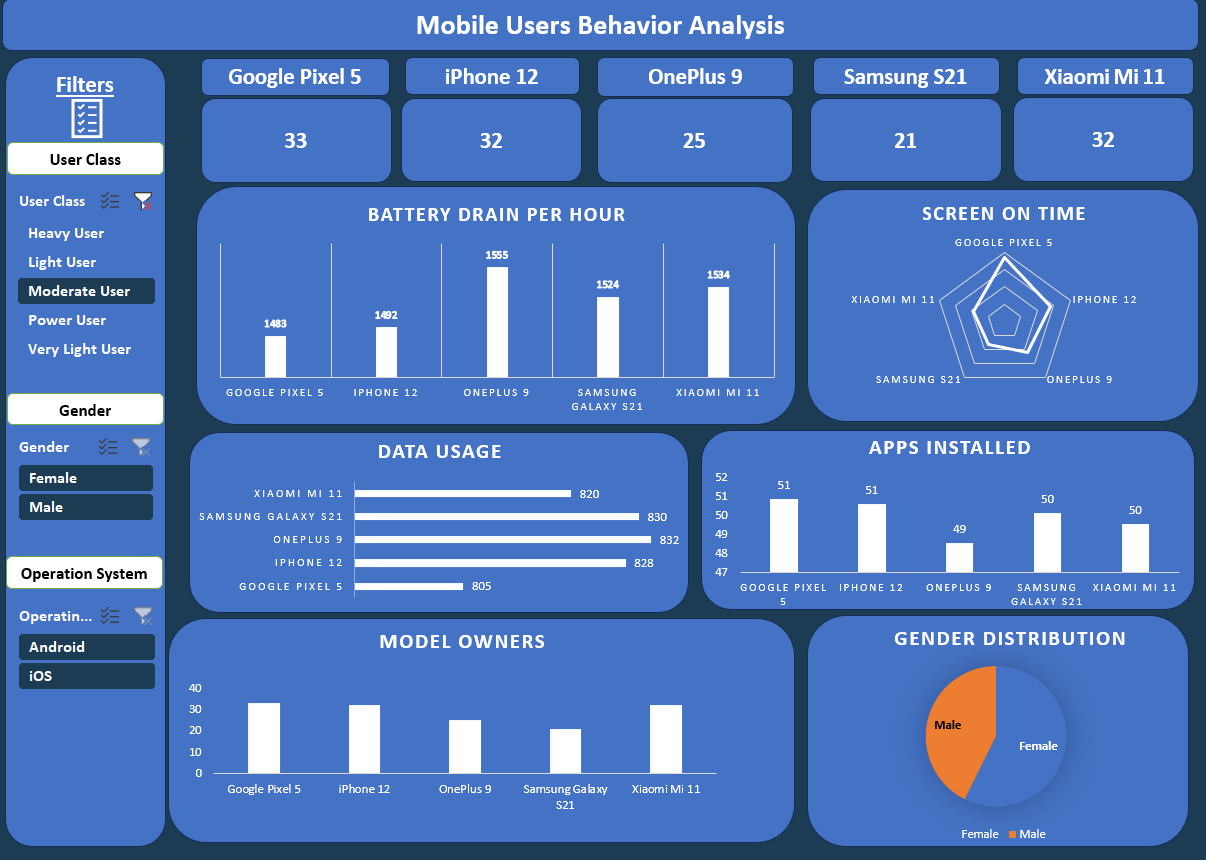 Mobile Users Behavior Analysis
Filters
User Class
User Class
Heavy User
Light User
Moderate User
Power User
Very Light User
Gender
Gender
Female
Male
Operation System
Operatin...
Android
iOS
Google Pixel 5
iPhone 12
OnePlus 9
Samsung S21
Xiaomi Mi 11
33
32
25
21
32
BATTERY DRAIN PER HOUR
1483
1492
1555
1524
1534
GOOGLE PIXEL 5
IPHONE 12
ONEPLUS 9
SAMSUNG
GALAXY S21
XIAOMI MI 11
SCREEN ON TIME
GOOGLE PIXEL 5
IPHONE 12
ONEPLUS 9
SAMSUNG S21
XIAOMI MI 11
DATA USAGE
XIAOMI MI 11
820
SAMSUNG GALAXY S21
830
ONEPLUS 9
832
IPHONE 12
828
GOOGLE PIXEL 5
805
APPS INSTALLED
52
51
50
49
48
47
51
51
49
50
50
GOOGLE PIXEL
5
IPHONE 12
ONEPLUS 9
SAMSUNG
GALAXY S21
XIAOMI MI 11
MODEL OWNERS
40
30
20
10
0
Google Pixel 5
iPhone 12
OnePlus 9
Samsung Galaxy
S21
Xiaomi Mi 11
GENDER DISTRIBUTION
Male
Female
Female
Male